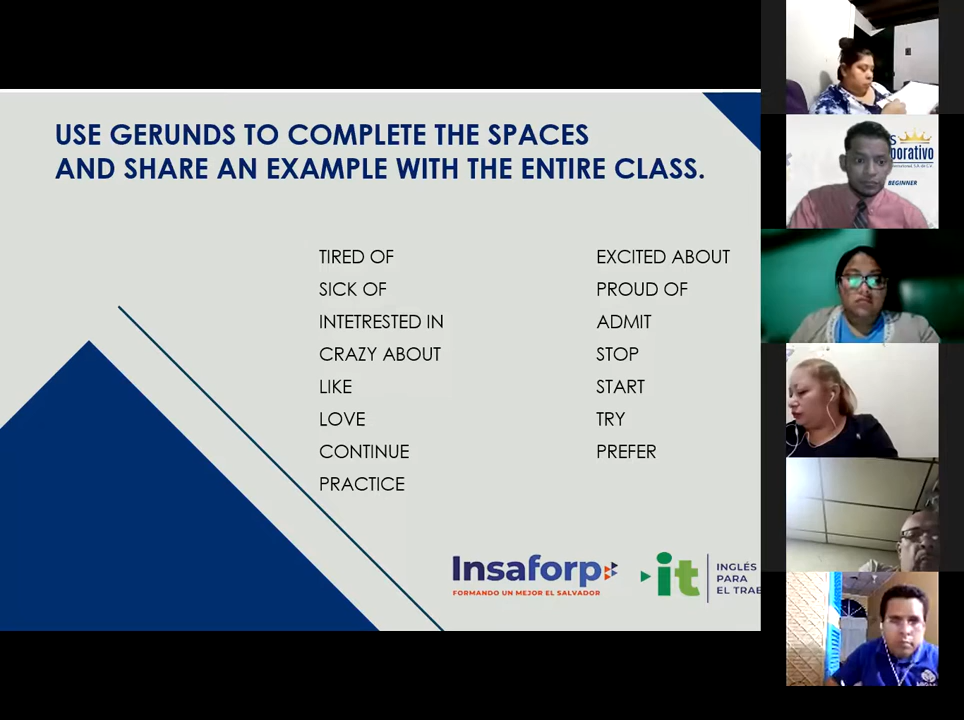 USE GERUNDS TO COMPLETE THE SPACES
AND SHARE AN EXAMPLE WITH THE ENTIRE CLASS.
TIRED OF
SICK OF
INTETRESTED IN
CRAZY ABOUT
LIKE
LOVE
CONTINUE
PRACTICE
EXCITED ABOUT
PROUD OF
ADMIT
STOP
START
TRY
PREFER
Insaforp
FORMANDO UN MEJOR EL SALVADOR
it
INGLÉS
PARA
EL TRAB
S
porativo
BEGINNER